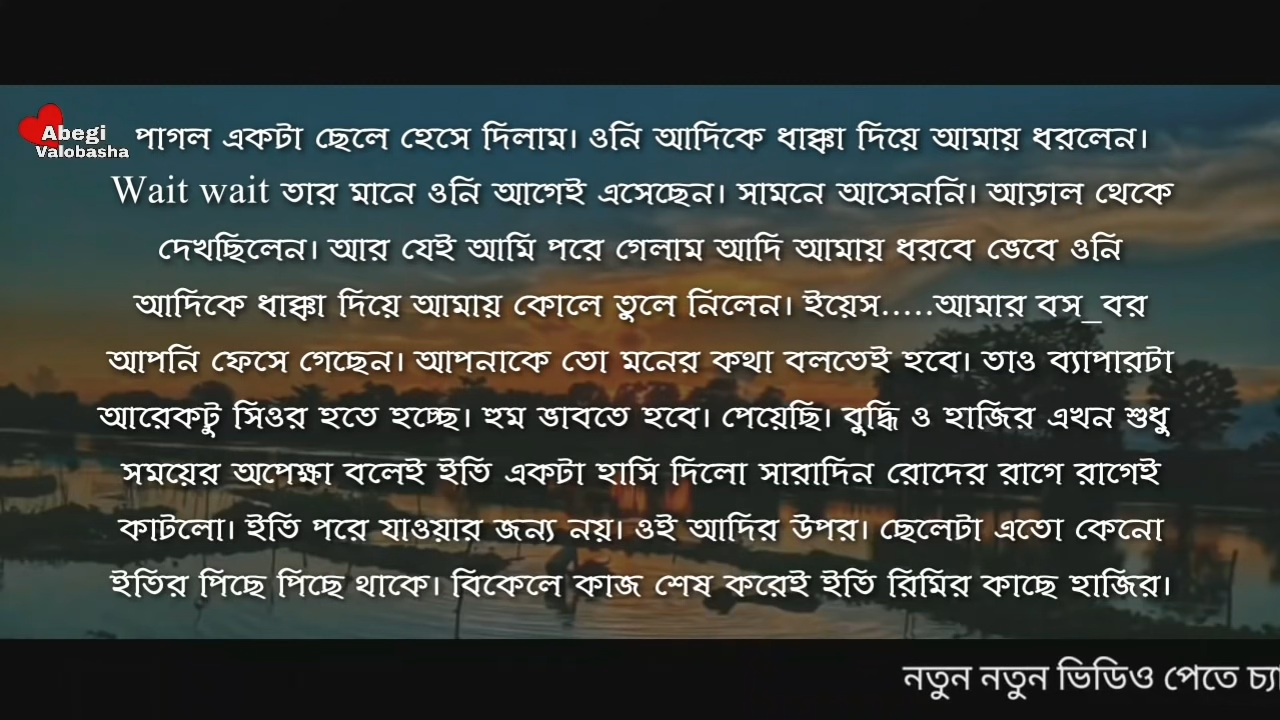 Abegi
Valobasha
পাগল একটা ছেলে হেসে দিলাম। ওনি আদিকে ধাক্কা দিয়ে আমায় ধরলেন।
Wait wait তার মানে ওনি আগেই এসেছেন। সামনে আসেননি। আড়াল থেকে
দেখছিলেন। আর যেই আমি পরে গেলাম আদি আমায় ধরবে ভেবে ওনি
আদিকে ধাক্কা দিয়ে আমায় কোলে তুলে নিলেন। ইয়েস.....আমার বস_বর
আপনি ফেসে গেছেন। আপনাকে তো মনের কথা বলতেই হবে। তাও ব্যাপারটা
আরেকটু সিওর হতে হচ্ছে। হুম ভাবতে হবে। পেয়েছি। বুদ্ধি ও হাজির এখন শুধু
সময়ের অপেক্ষা বলেই ইতি একটা হাসি দিলো সারাদিন রোদের রাগে রাগেই
কাটলো। ইতি পরে যাওয়ার জন্য নয়। ওই আদির উপর। ছেলেটা এতো কেনো
ইতির পিছে পিছে থাকে। বিকেলে কাজ শেষ করেই ইতি রিমির কাছে হাজির।
নতুন নতুন ভিডিও পেতে চ্যা